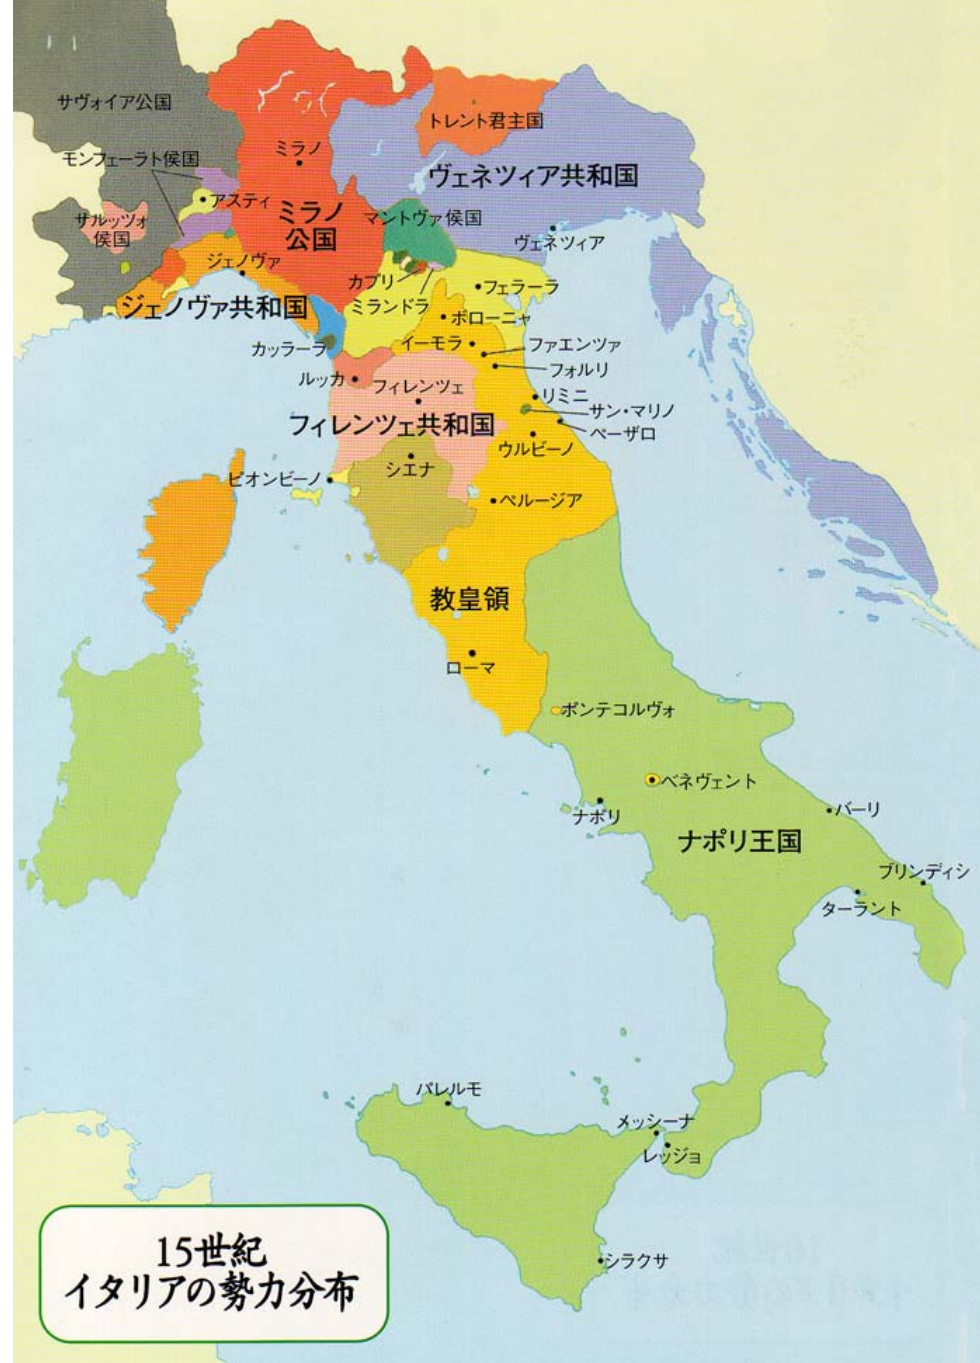 サヴォイア公国
トレント君主国
モンフェーラト侯国
ミラノ
ヴェネツィア共和国
アスティ
ミラノ
公国
マントヴァ侯国
サルッツォ
侯国
ヴェネツィア
ジェノヴァ
カプリ
フェラーラ
ジェノヴァ共和国
ミランドラ
ボローニャ
カッラーラ
イーモラ
ファエンツァ
フォルリ
ルッカ
フィレンツェ
リミニ
サン・マリノ
フィレンツェ共和国
ペーザロ
ウルビーノ
シエナ
ピオンビーノ
ペルージア
教皇領
ローマ
ポンテコルヴォ
ベネヴェント
ナポリ
バーリ
ナポリ王国
ブリンディシ
ターラント
パレルモ
メッシーナ
レッジョ
シラクサ
15世紀
イタリアの勢力分布